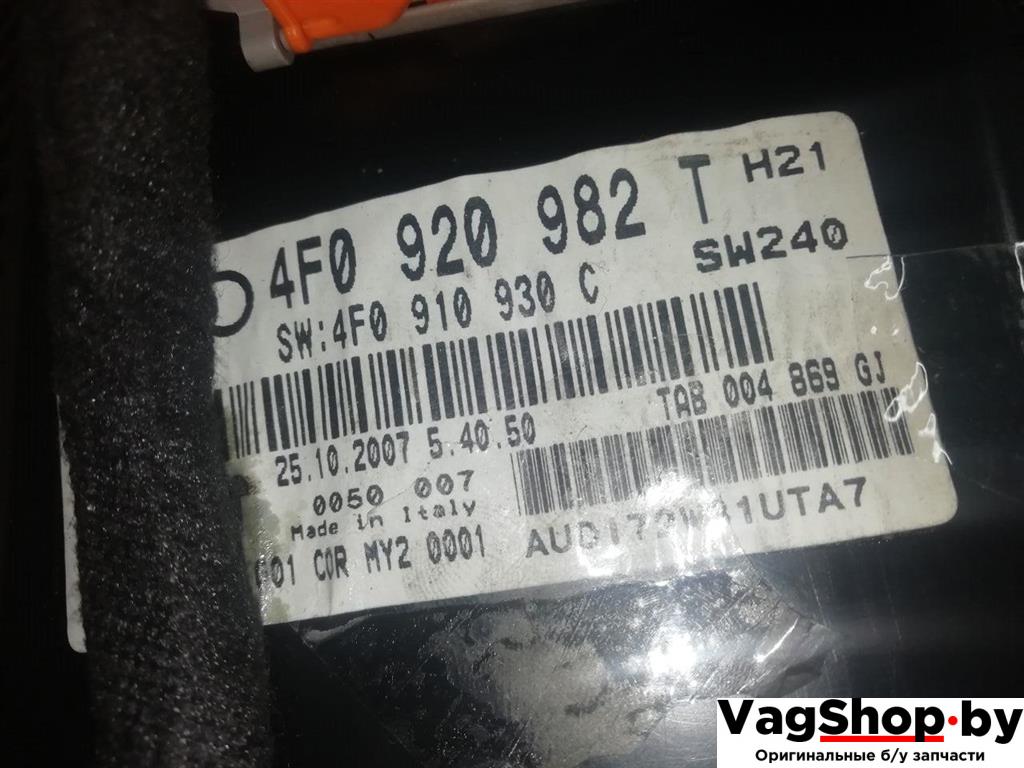 4F0 920 982 T H21
SW:4F0 910 930 C SW240
25.10.2007 5.40.50 TAB 004 869 GJ
0050 007
Made in Italy
01 COR MY2 0001
VagShop.by
Оригинальные б/у запчасти